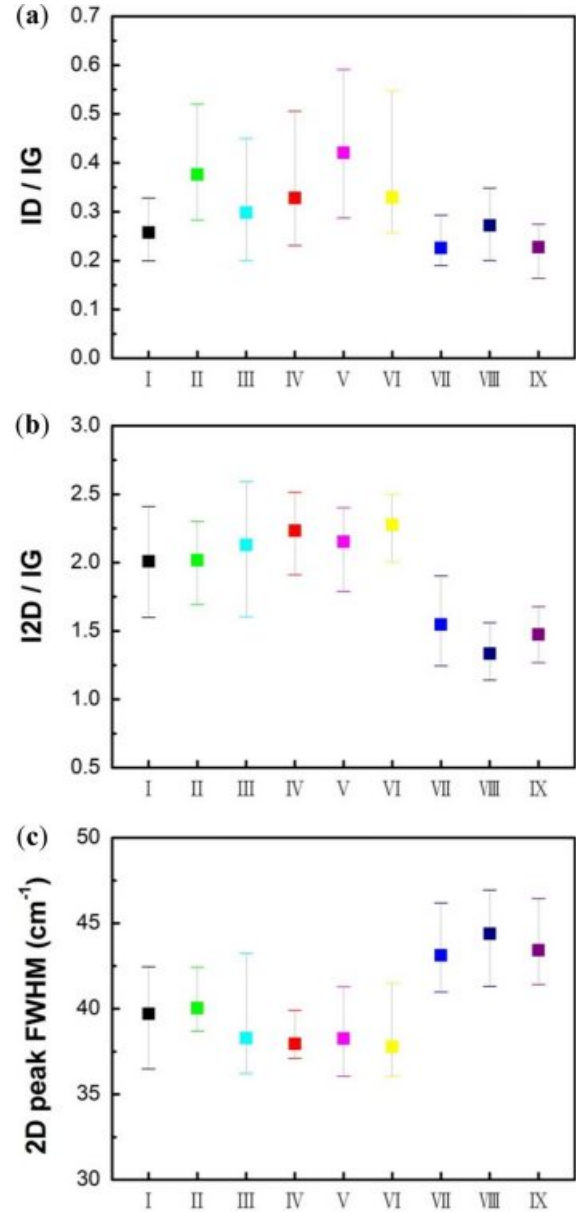 (a)
ID / IG
0.7
0.6
0.5
0.4
0.3
0.2
0.1
0.0
Ⅰ Ⅱ Ⅲ Ⅳ Ⅴ Ⅵ Ⅶ Ⅷ Ⅸ
(b)
I2D / IG
3.0
2.5
2.0
1.5
1.0
0.5
Ⅰ Ⅱ Ⅲ Ⅳ Ⅴ Ⅵ Ⅶ Ⅷ Ⅸ
(c)
2D peak FWHM (cm⁻¹)
50
45
40
35
30
Ⅰ Ⅱ Ⅲ Ⅳ Ⅴ Ⅵ Ⅶ Ⅷ Ⅸ